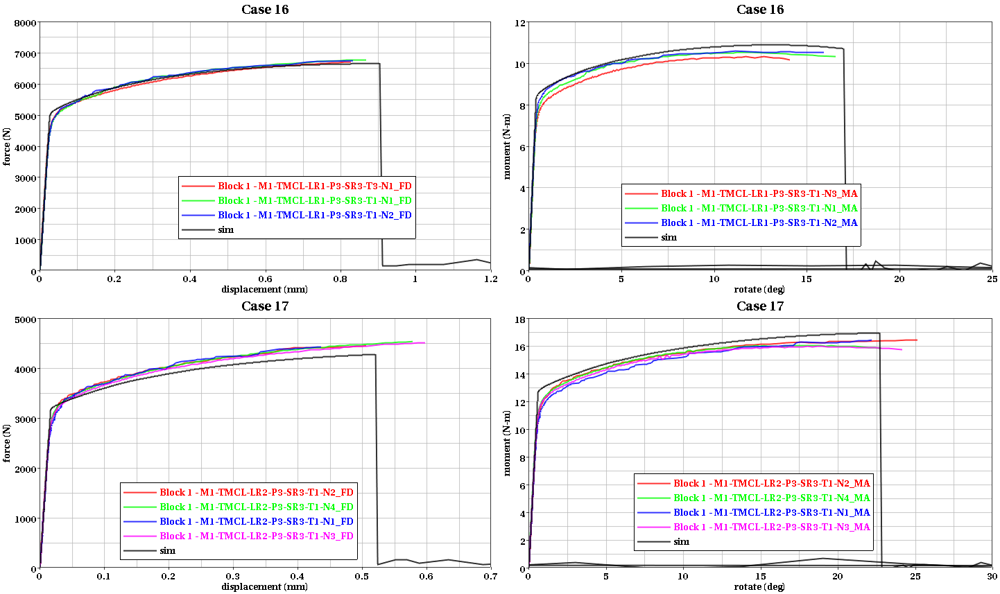 Case 16
8000
7000
6000
5000
4000
3000
2000
1000
0
force (N)
Block 1 - M1-TMCL-LR1-P3-SR3-T3-N1_FD
Block 1 - M1-TMCL-LR1-P3-SR3-T1-N1_FD
Block 1 - M1-TMCL-LR1-P3-SR3-T1-N2_FD
sim
0 0.2 0.4 0.6 0.8 1 1.2
displacement (mm)
Case 16
12
10
8
6
4
2
0
moment (N-m)
Block 1 - M1-TMCL-LR1-P3-SR3-T1-N3_MA
Block 1 - M1-TMCL-LR1-P3-SR3-T1-N1_MA
Block 1 - M1-TMCL-LR1-P3-SR3-T1-N2_MA
sim
0 5 10 15 20 25
rotate (deg)
Case 17
5000
4000
3000
2000
1000
0
force (N)
Block 1 - M1-TMCL-LR2-P3-SR3-T1-N2_FD
Block 1 - M1-TMCL-LR2-P3-SR3-T1-N4_FD
Block 1 - M1-TMCL-LR2-P3-SR3-T1-N1_FD
Block 1 - M1-TMCL-LR2-P3-SR3-T1-N3_FD
sim
0 0.1 0.2 0.3 0.4 0.5 0.6 0.7
displacement (mm)
Case 17
18
16
14
12
10
8
6
4
2
0
moment (N-m)
Block 1 - M1-TMCL-LR2-P3-SR3-T1-N2_MA
Block 1 - M1-TMCL-LR2-P3-SR3-T1-N4_MA
Block 1 - M1-TMCL-LR2-P3-SR3-T1-N1_MA
Block 1 - M1-TMCL-LR2-P3-SR3-T1-N3_MA
sim
0 5 10 15 20 25 30
rotate (deg)